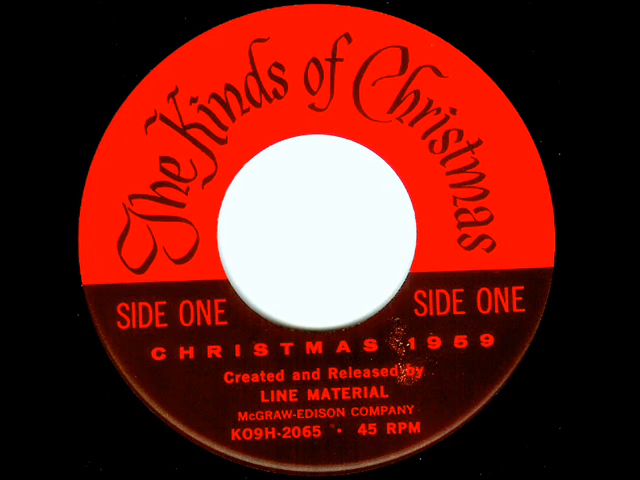 The Kinds of Christmas
SIDE ONE SIDE ONE
CHRISTMAS 1959
Created and Released by
LINE MATERIAL
McGRAW-EDISON COMPANY
KO9H-2065 • 45 RPM